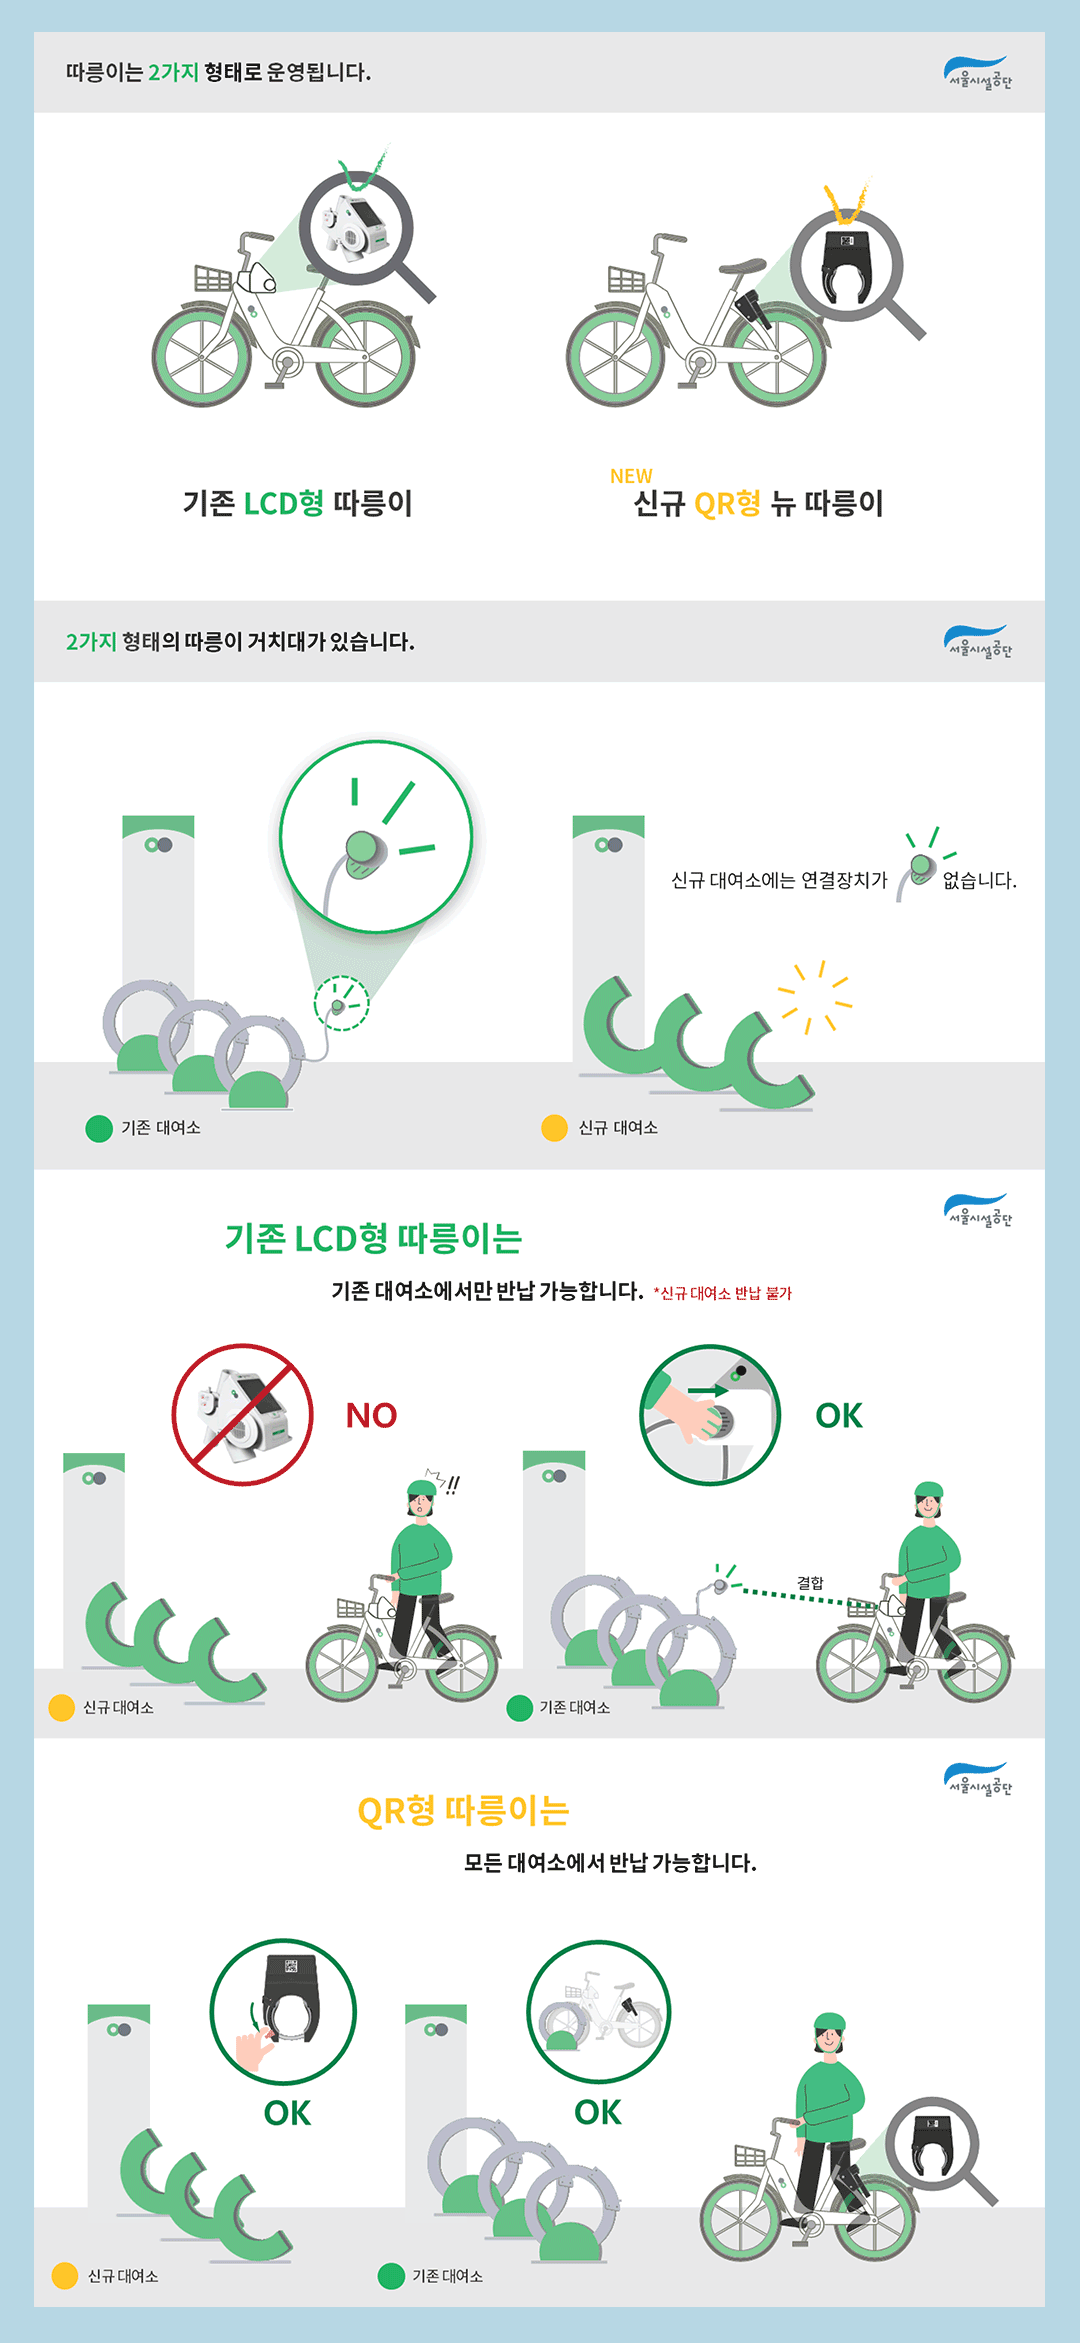 따릉이는 2가지 형태로 운영됩니다.
서울시설공단
기존 LCD형 따릉이
NEW
신규 QR형 뉴 따릉이
2가지 형태의 따릉이 거치대가 있습니다.
서울시설공단
신규 대여소에는 연결장치가 없습니다.
기존 대여소
신규 대여소
서울시설공단
기존 LCD형 따릉이는
기존 대여소에서만 반납 가능합니다. *신규 대여소 반납 불가
NO
OK
!!
결합
신규 대여소
기존 대여소
서울시설공단
QR형 따릉이는
모든 대여소에서 반납 가능합니다.
OK
OK
신규 대여소
기존 대여소